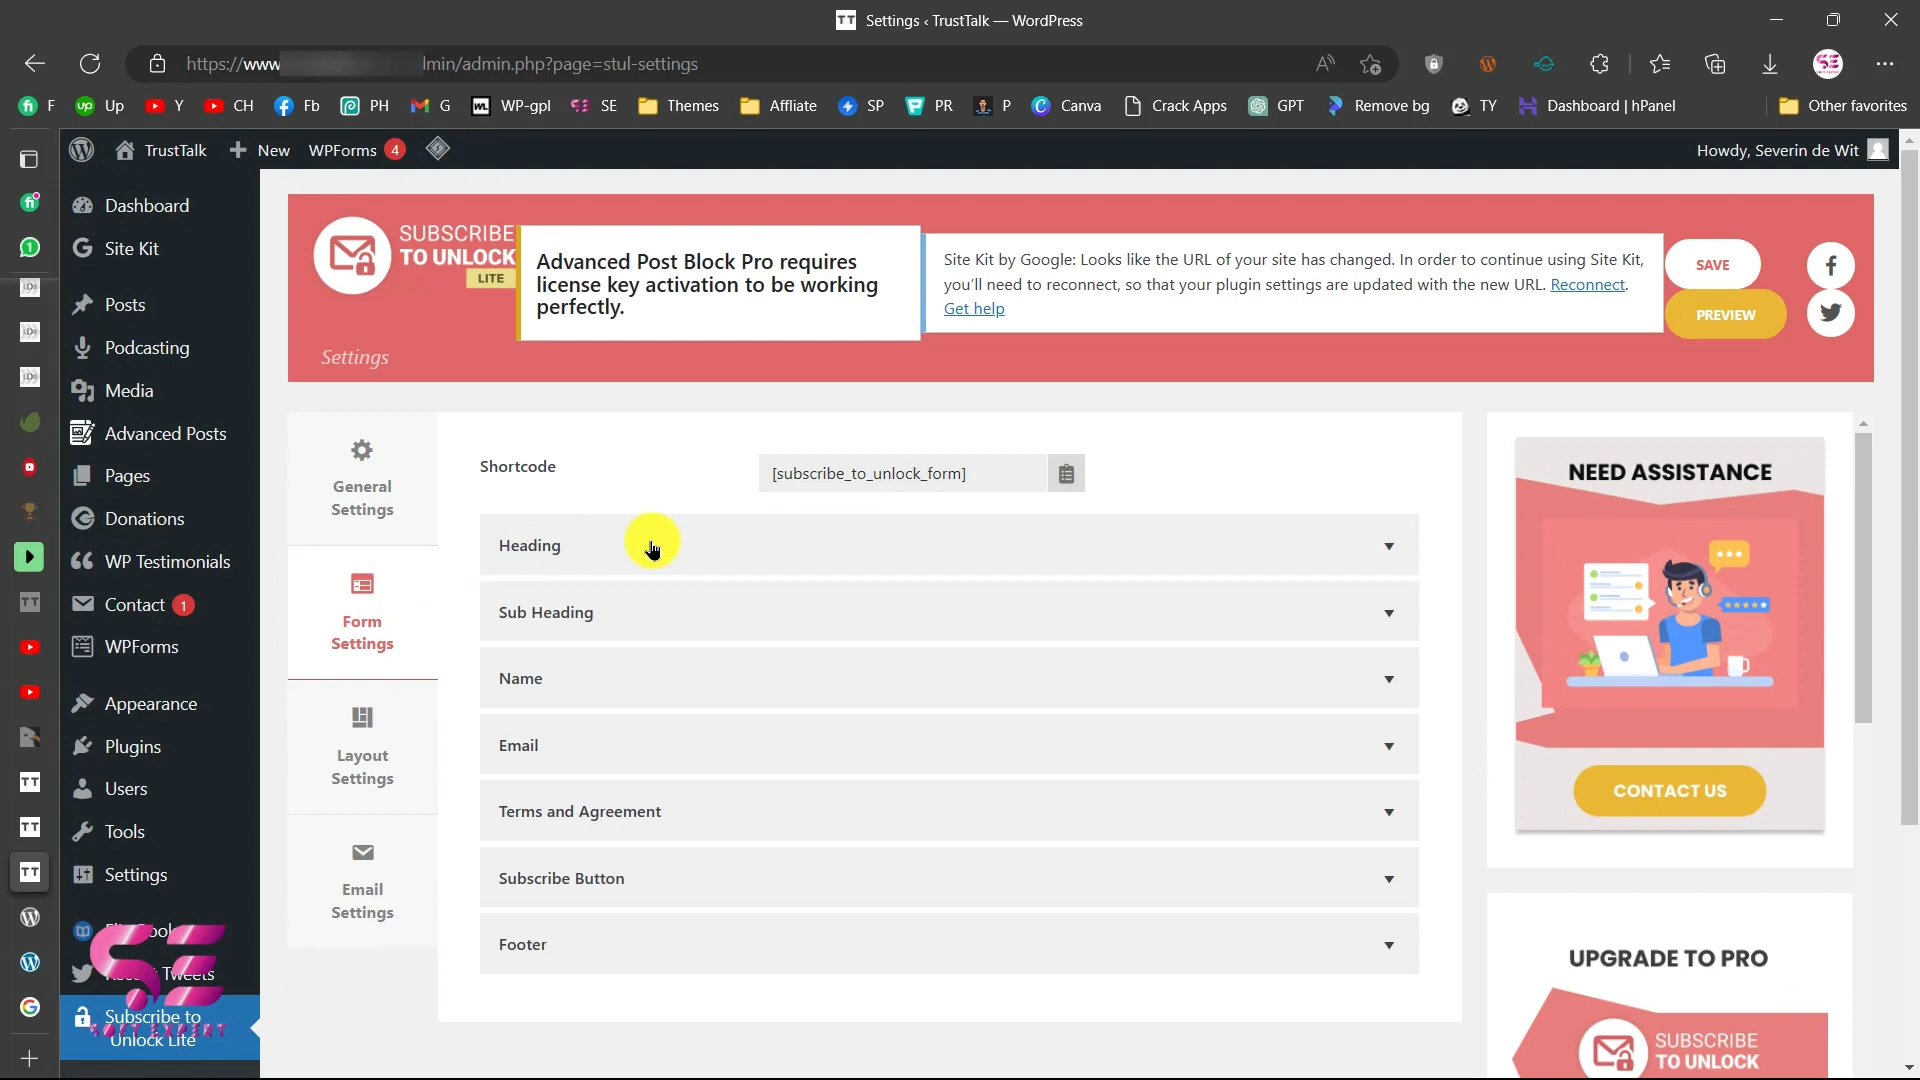 TT Settings ‹ TrustTalk — WordPress
https://www lmin/admin.php?page=stul-settings
F Up Y CH Fb PH G WP-gpl SE Themes Affliate SP PR P Canva Crack Apps GPT Remove bg TY Dashboard | hPanel Other favorites
TrustTalk New WPForms 4 Howdy, Severin de Wit
Dashboard
Site Kit
Posts
Podcasting
Media
Advanced Posts
Pages
Donations
WP Testimonials
Contact 1
WPForms
Appearance
Plugins
Users
Tools
Settings
Tweets
Subscribe to
Unlock Lite
SOFT EXPERT
SUBSCRIBE
TO UNLOCK
LITE
Settings
Advanced Post Block Pro requires
license key activation to be working
perfectly.
Site Kit by Google: Looks like the URL of your site has changed. In order to continue using Site Kit,
you'll need to reconnect, so that your plugin settings are updated with the new URL. Reconnect.
Get help
SAVE
PREVIEW
General
Settings
Form
Settings
Layout
Settings
Email
Settings
Shortcode
[subscribe_to_unlock_form]
Heading
Sub Heading
Name
Email
Terms and Agreement
Subscribe Button
Footer
NEED ASSISTANCE
CONTACT US
UPGRADE TO PRO
SUBSCRIBE
TO UNLOCK